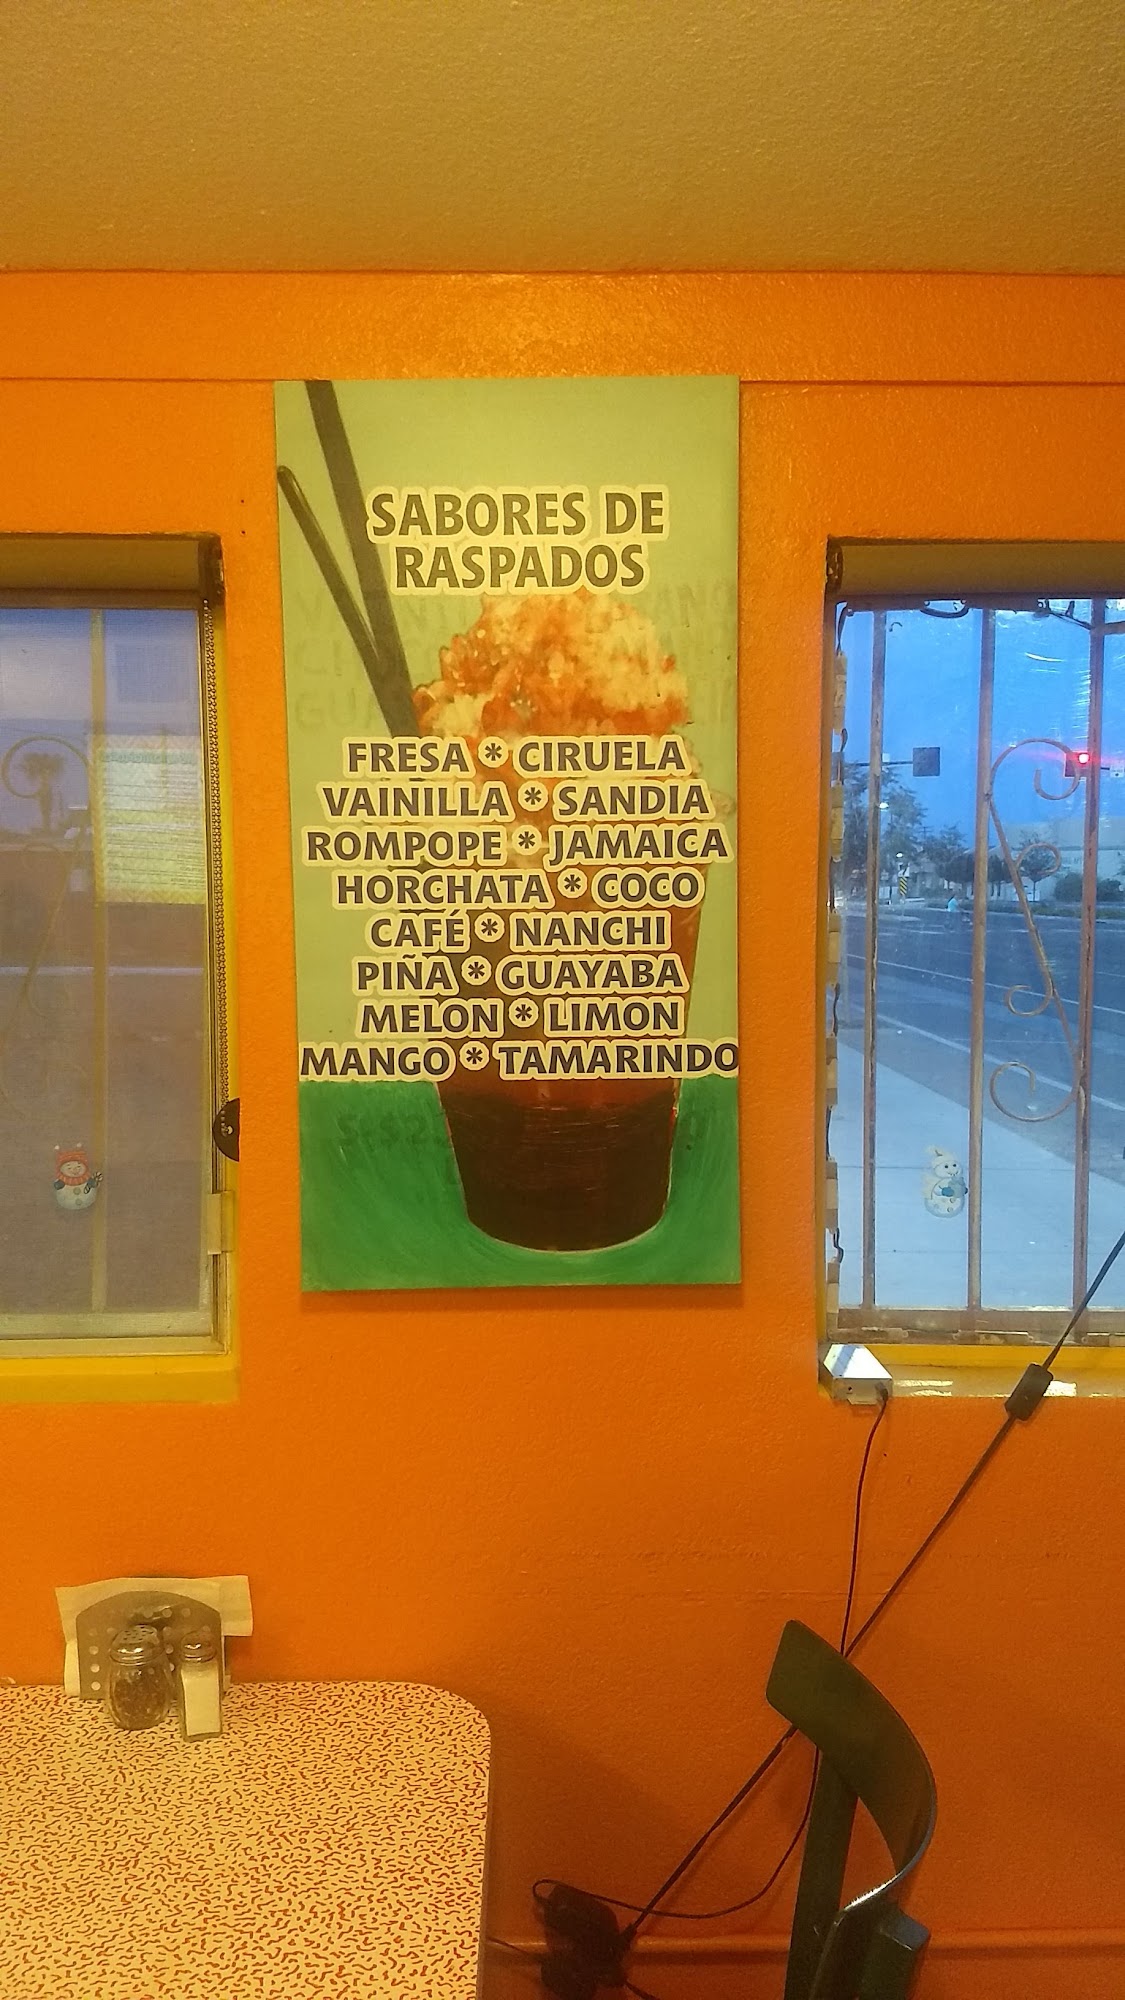 SABORES DE
RASPADOS
FRESA * CIRUELA
VAINILLA * SANDIA
ROMPOPE * JAMAICA
HORCHATA * COCO
CAFÉ * NANCHI
PIÑA * GUAYABA
MELON * LIMON
MANGO * TAMARINDO